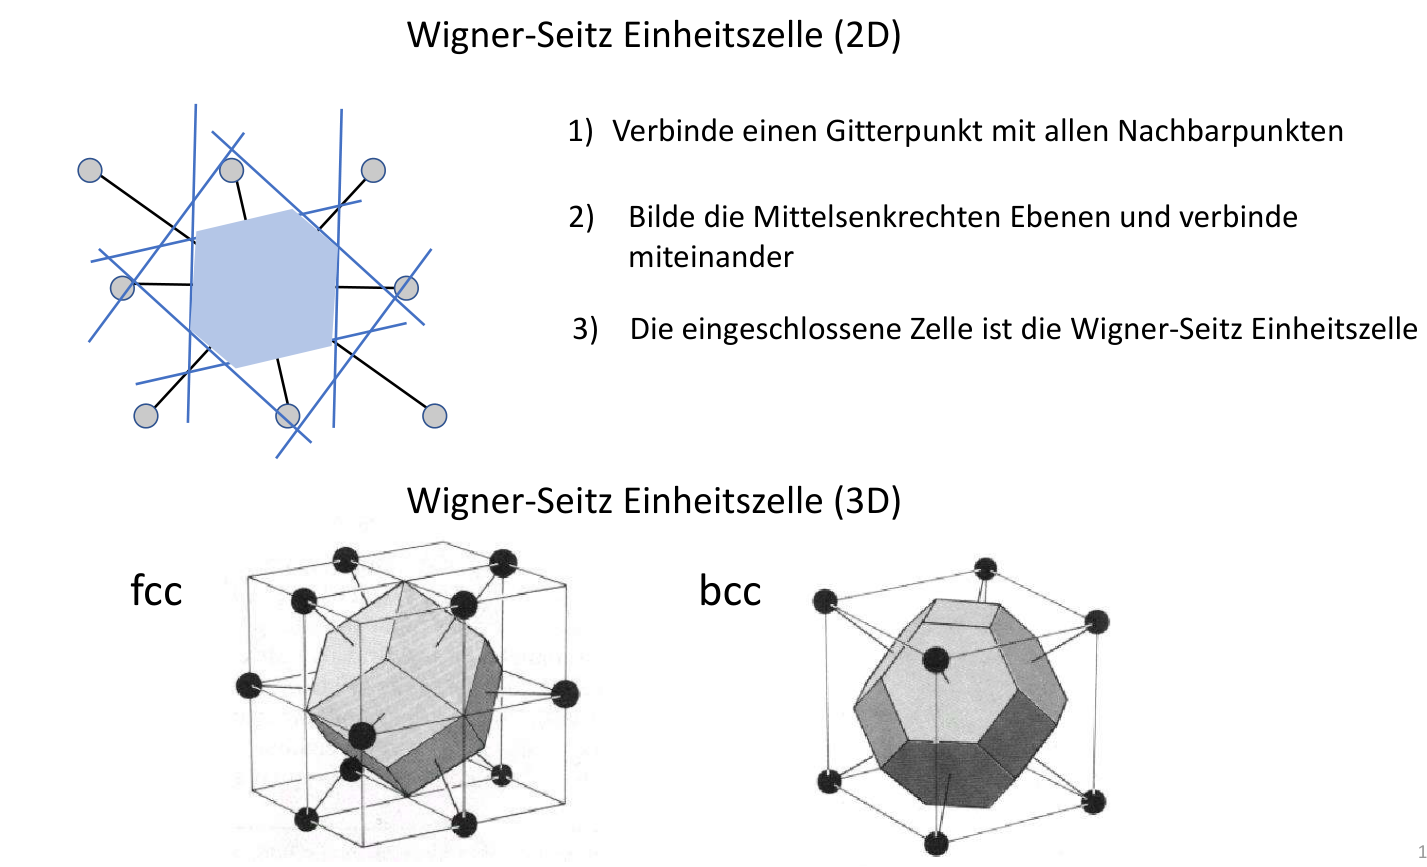 Wigner-Seitz Einheitszelle (2D)
1) Verbinde einen Gitterpunkt mit allen Nachbarpunkten
2) Bilde die Mittelsenkrechten Ebenen und verbinde
miteinander
3) Die eingeschlossene Zelle ist die Wigner-Seitz Einheitszelle
Wigner-Seitz Einheitszelle (3D)
fcc
bcc
1